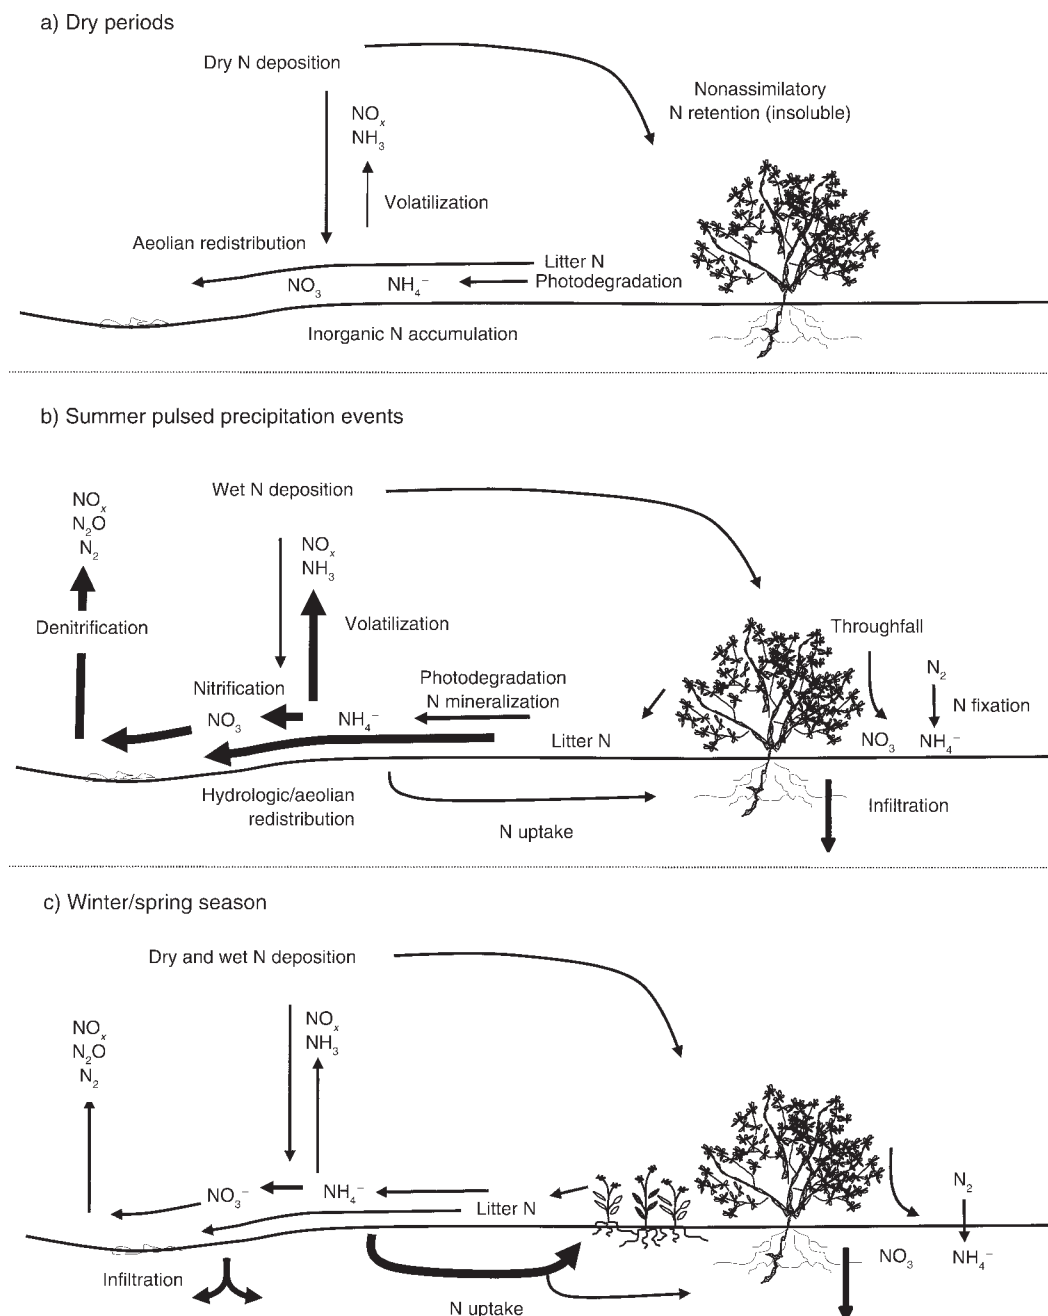 a) Dry periods
Dry N deposition
Nonassimilatory
N retention (insoluble)
NOₓ
NH₃
Volatilization
Aeolian redistribution
Litter N
NO₃
NH₄⁻
Photodegradation
Inorganic N accumulation
b) Summer pulsed precipitation events
Wet N deposition
NOₓ
N₂O
N₂
NOₓ
NH₃
Denitrification
Volatilization
Throughfall
N₂
Photodegradation
N mineralization
Nitrification
N fixation
NO₃
NH₄⁻
Litter N
NO₃
NH₄⁻
Hydrologic/aeolian
redistribution
Infiltration
N uptake
c) Winter/spring season
Dry and wet N deposition
NOₓ
N₂O
N₂
NOₓ
NH₃
N₂
NO₃⁻
NH₄⁻
Litter N
NO₃
NH₄⁻
Infiltration
N uptake